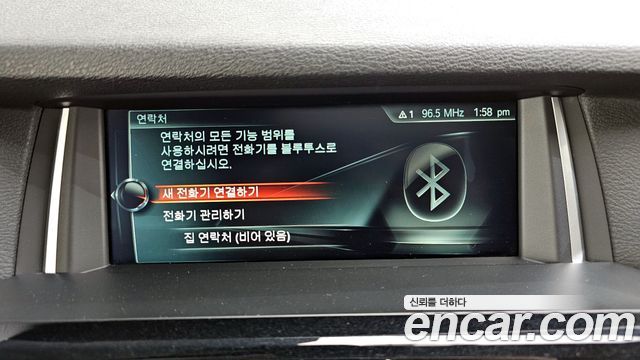 연락처
⚠1 96.5 MHz 1:58 pm
연락처의 모든 기능 범위를
사용하시려면 전화기를 블루투스로
연결하십시오.
새 전화기 연결하기
전화기 관리하기
집 연락처 (비어 있음)
신뢰를 더하다
encar.com